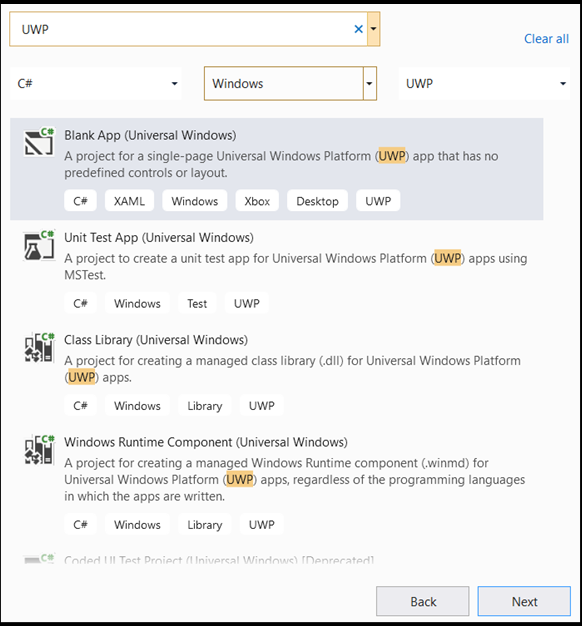 UWP
Clear all
C# Windows UWP
Blank App (Universal Windows)
A project for a single-page Universal Windows Platform (UWP) app that has no
predefined controls or layout.
C# XAML Windows Xbox Desktop UWP
Unit Test App (Universal Windows)
A project to create a unit test app for Universal Windows Platform (UWP) apps using
MSTest.
C# Windows Test UWP
Class Library (Universal Windows)
A project for creating a managed class library (.dll) for Universal Windows Platform
(UWP) apps.
C# Windows Library UWP
Windows Runtime Component (Universal Windows)
A project for creating a managed Windows Runtime component (.winmd) for
Universal Windows Platform (UWP) apps, regardless of the programming languages
in which the apps are written.
C# Windows Library UWP
Coded UI Test Project (Universal Windows) [Deprecated]
Back Next